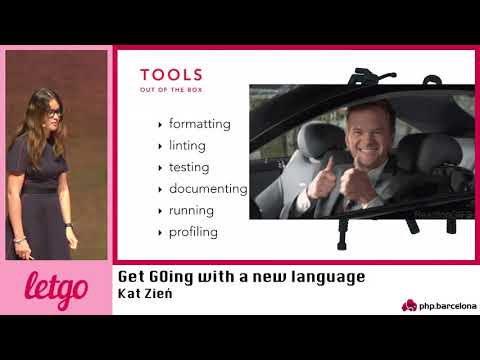 TOOLS
OUT OF THE BOX
‣ formatting
‣ linting
‣ testing
‣ documenting
‣ running
‣ profiling
ReactionGIFS
letgo
Get GOing with a new language
Kat Zień
php.barcelona